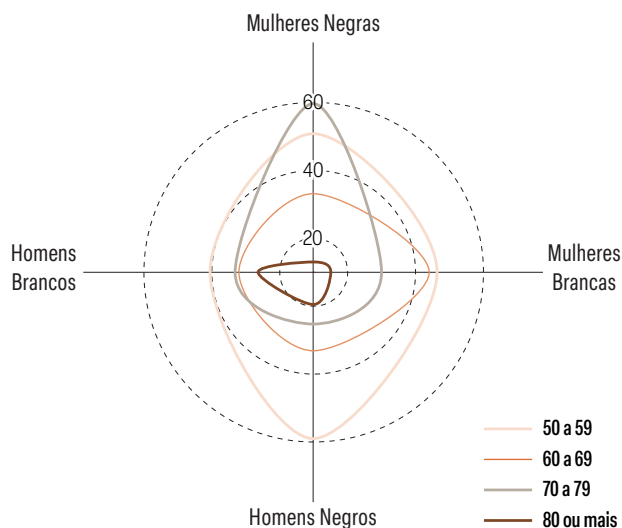 Mulheres Negras
60
40
20
Homens
Brancos
Mulheres
Brancas
Homens Negros
50 a 59
60 a 69
70 a 79
80 ou mais